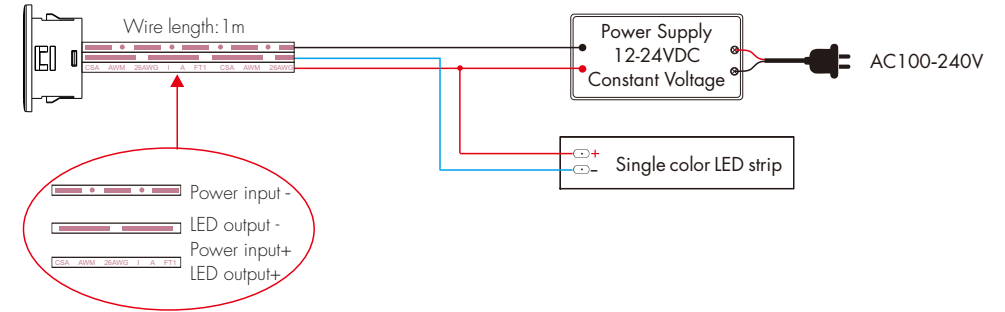 Wire length: 1m
CSA AWM 26AWG I A FT1 CSA AWM 26AWG
Power Supply
12-24VDC
Constant Voltage
AC100-240V
+
Single color LED strip
–
Power input -
LED output -
Power input+
CSA AWM 26AWG I A FT1
LED output+